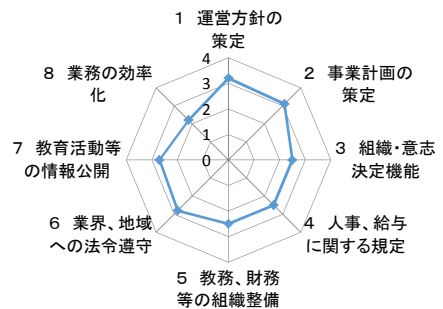 1 運営方針の
策定
2 事業計画の
策定
3 組織・意志
決定機能
4 人事、給与
に関する規定
5 教務、財務
等の組織整備
6 業界、地域
への法令遵守
7 教育活動等
の情報公開
8 業務の効率
化
4
3
2
1
0